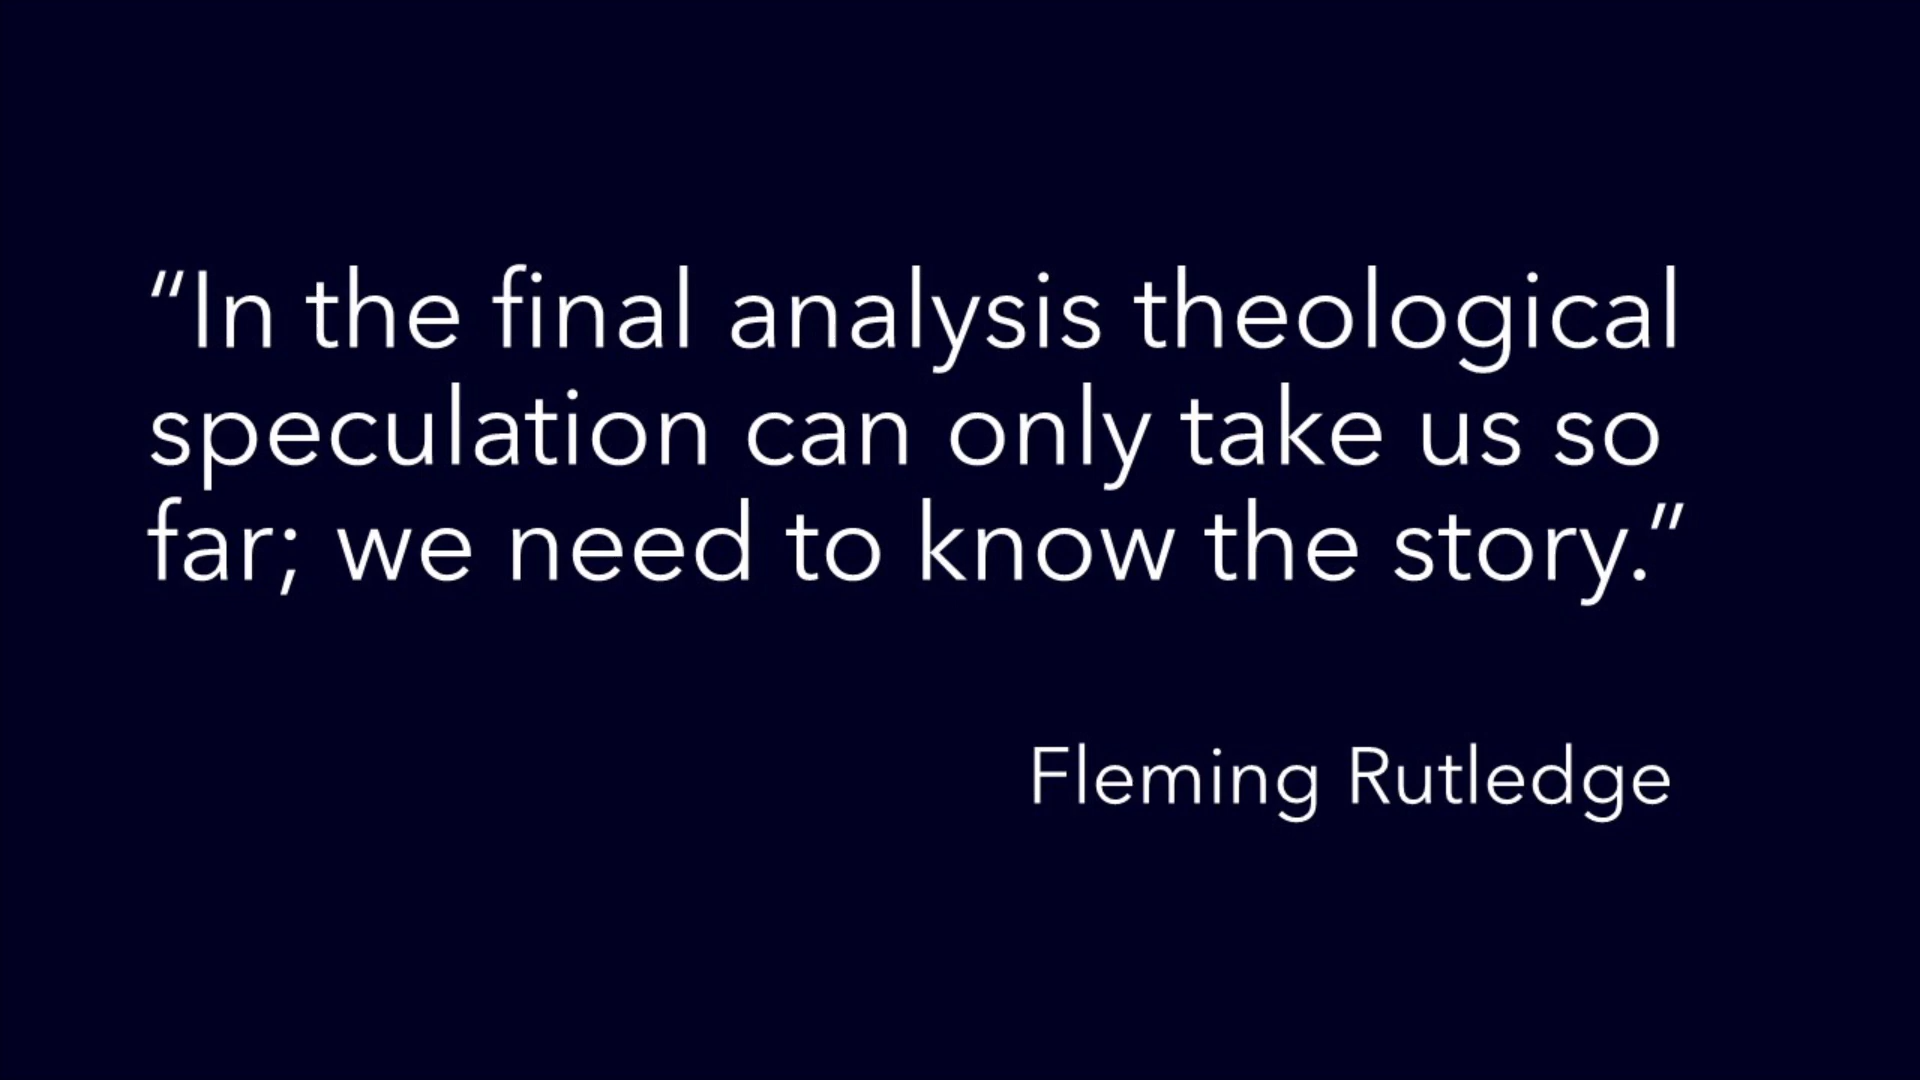 “In the final analysis theological
speculation can only take us so
far; we need to know the story.”
Fleming Rutledge